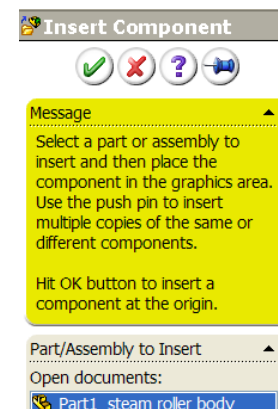 Insert Component
?
Message
Select a part or assembly to
insert and then place the
component in the graphics area.
Use the push pin to insert
multiple copies of the same or
different components.
Hit OK button to insert a
component at the origin.
Part/Assembly to Insert
Open documents:
Part1_steam roller body